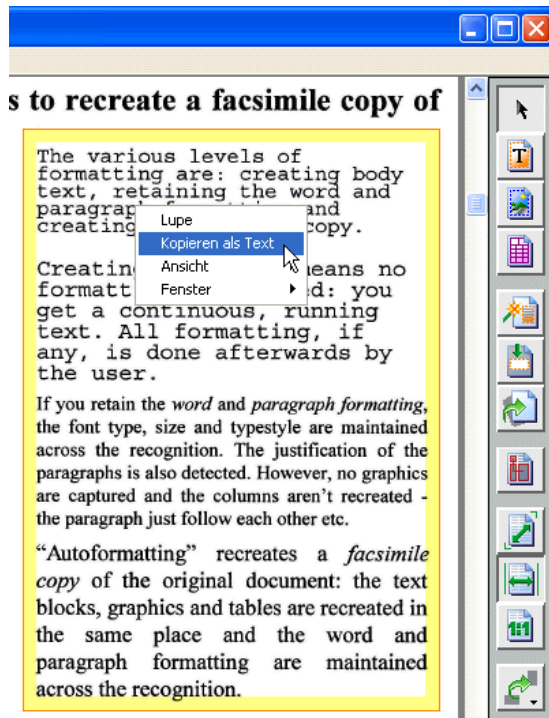 s to recreate a facsimile copy of
The various levels of
formatting are: creating body
text, retaining the word and
paragrap and
creating copy.
Lupe
Kopieren als Text
Ansicht
Fenster
Creatin eans no
formatt d: you
get a continuous, running
text. All formatting, if
any, is done afterwards by
the user.
If you retain the word and paragraph formatting,
the font type, size and typestyle are maintained
across the recognition. The justification of the
paragraphs is also detected. However, no graphics
are captured and the columns aren't recreated -
the paragraph just follow each other etc.
“Autoformatting” recreates a facsimile
copy of the original document: the text
blocks, graphics and tables are recreated in
the same place and the word and
paragraph formatting are maintained
across the recognition.
T
1:1